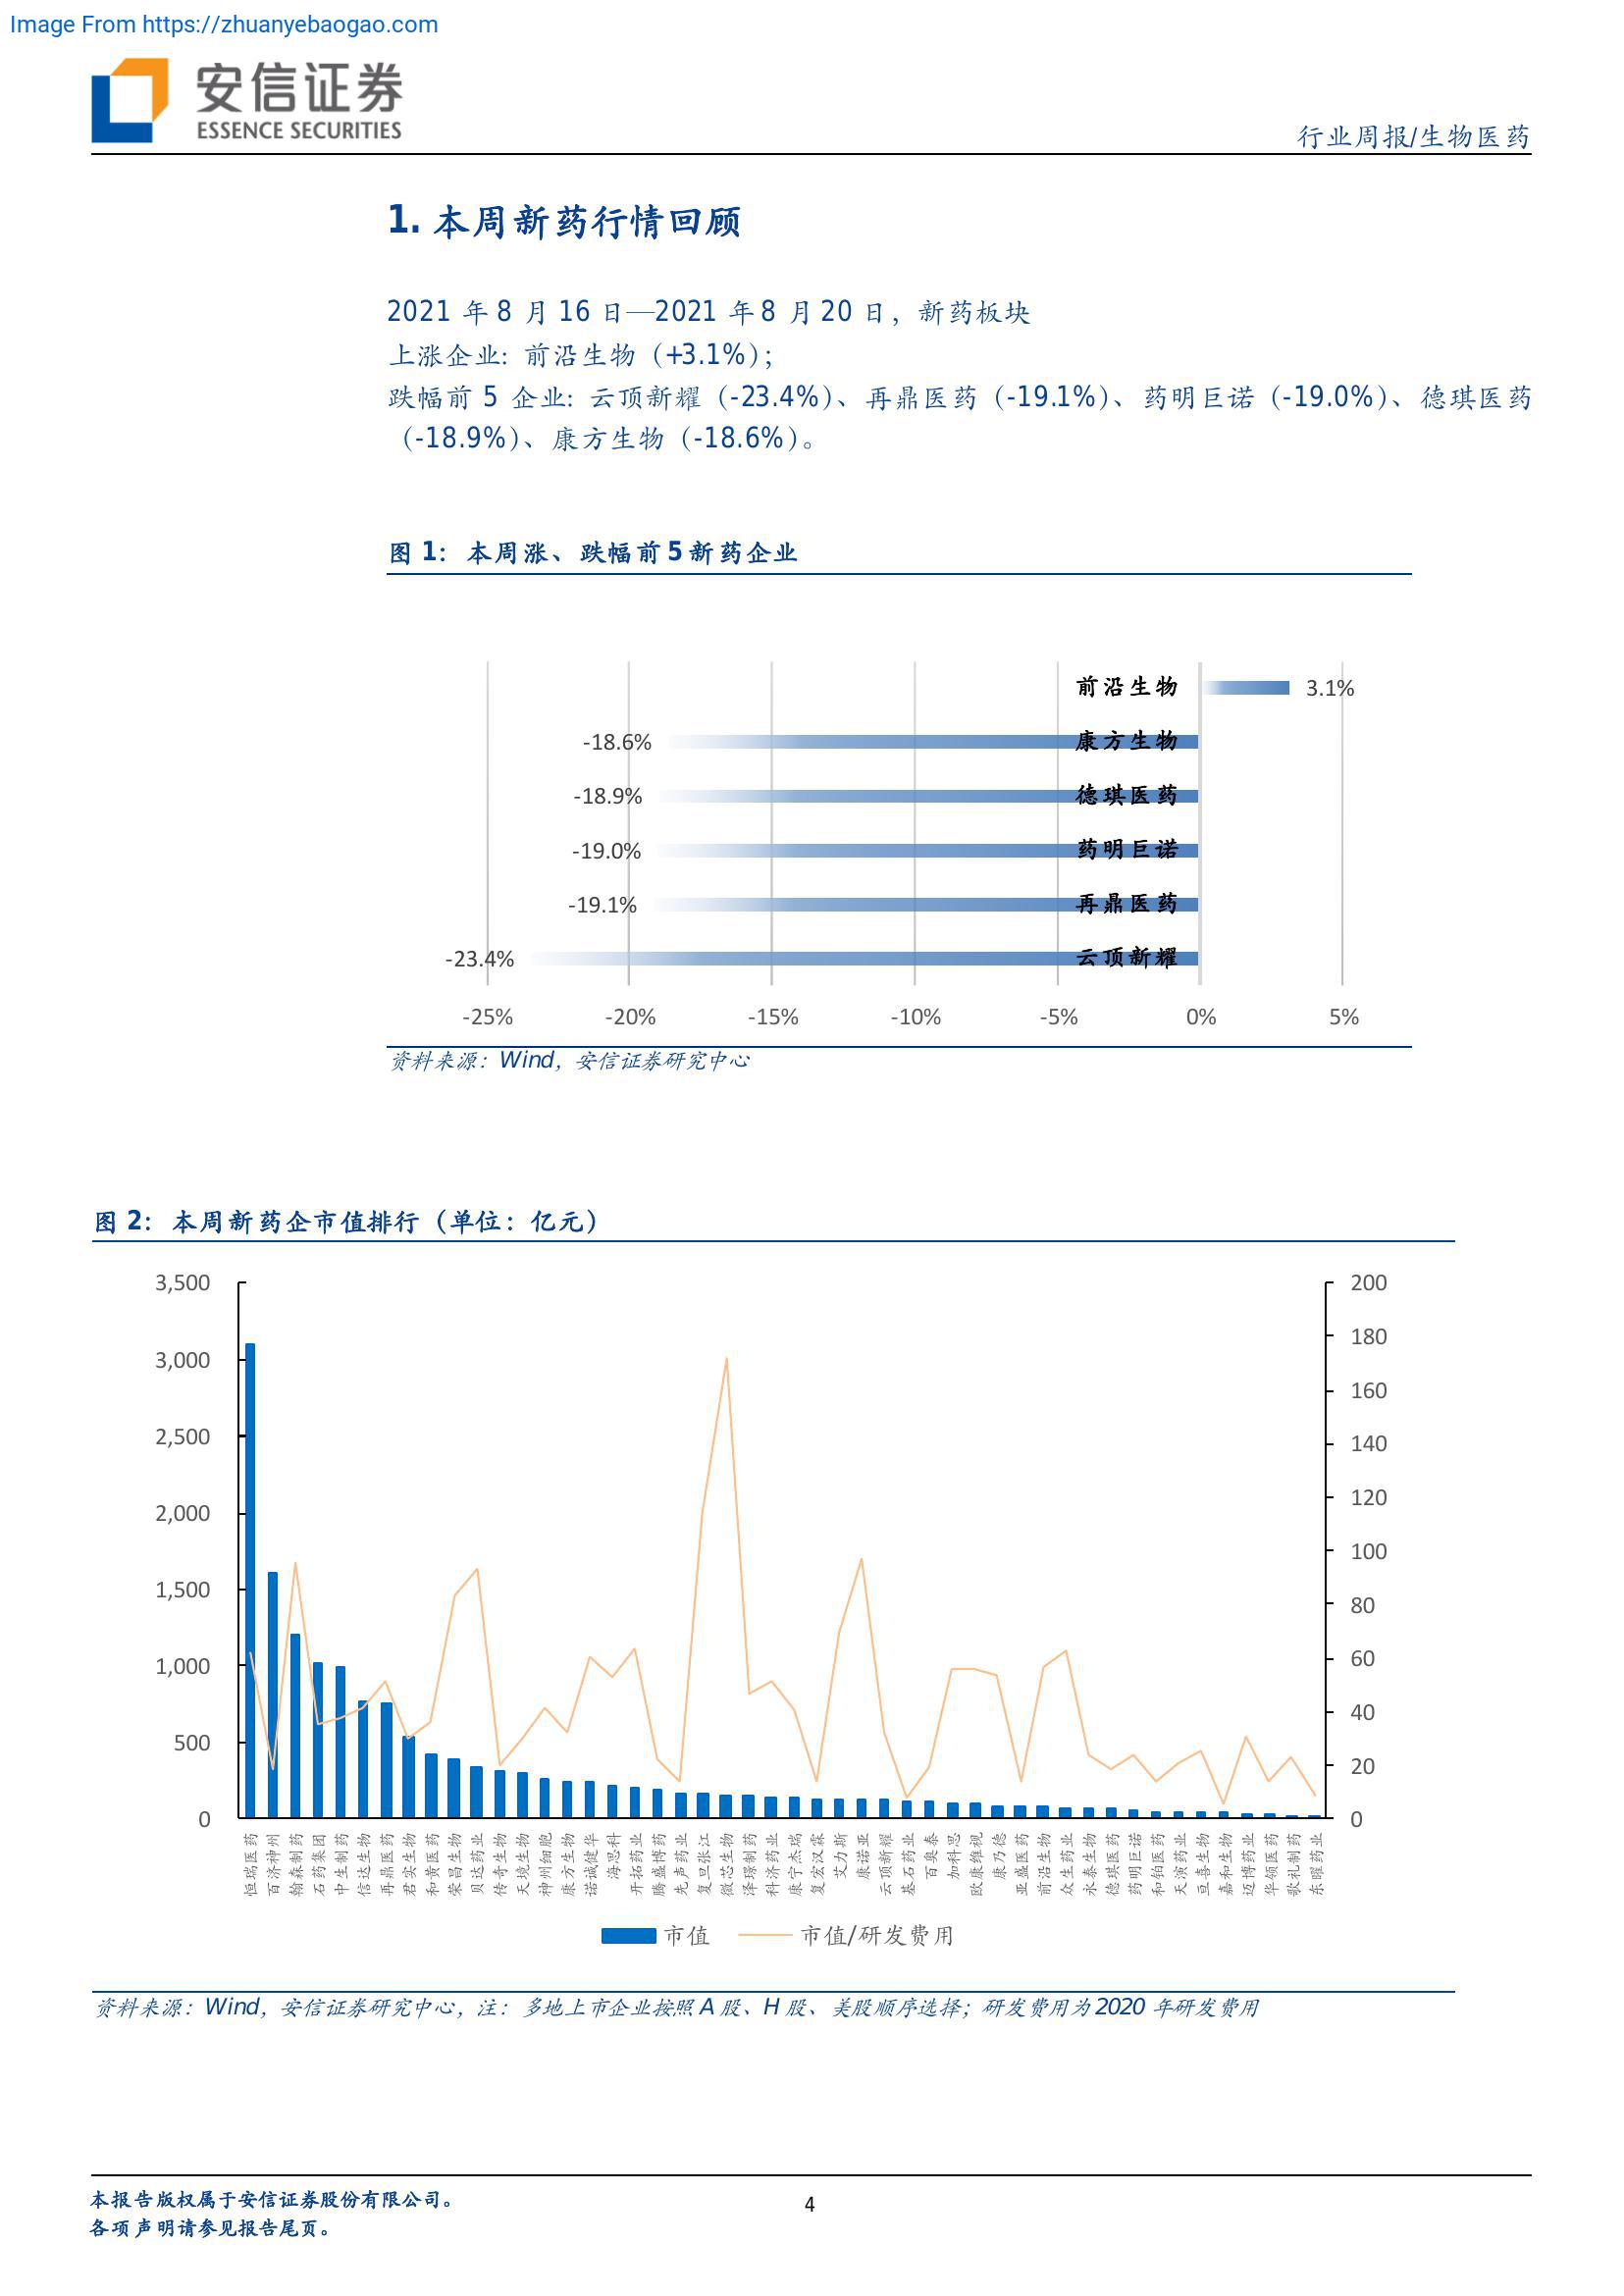 Image From https://zhuanyebaogao.com
安信证券
ESSENCE SECURITIES
行业周报/生物医药
1. 本周新药行情回顾
2021 年 8 月 16 日—2021 年 8 月 20 日，新药板块
上涨企业：前沿生物（+3.1%）；
跌幅前 5 企业：云顶新耀（-23.4%）、再鼎医药（-19.1%）、药明巨诺（-19.0%）、德琪医药
（-18.9%）、康方生物（-18.6%）。
图 1：本周涨、跌幅前 5 新药企业
前沿生物 3.1%
-18.6% 康方生物
-18.9% 德琪医药
-19.0% 药明巨诺
-19.1% 再鼎医药
-23.4% 云顶新耀
-25% -20% -15% -10% -5% 0% 5%
资料来源：Wind，安信证券研究中心
图 2：本周新药企市值排行（单位：亿元）
3,500 200
180
3,000
160
2,500 140
120
2,000
100
1,500
80
1,000 60
40
500
20
0 0
恒瑞医药
百济神州
翰森制药
石药集团
中生制药
信达生物
再鼎医药
君实生物
和黄医药
荣昌生物
贝达药业
传奇生物
天境生物
神州细胞
康方生物
诺诚健华
海思科
开拓药业
腾盛博药
先声药业
复旦张江
微芯生物
泽璟制药
科济药业
康宁杰瑞
复宏汉霖
艾力斯
康诺亚
云顶新耀
基石药业
百奥泰
加科思
欧康维视
康乃德
亚盛医药
前沿生物
众生药业
永泰生物
德琪医药
药明巨诺
和铂医药
天演药业
亘喜生物
嘉和生物
迈博药业
华领医药
歌礼制药
东曜药业
市值 市值/研发费用
资料来源：Wind，安信证券研究中心，注：多地上市企业按照 A 股、H 股、美股顺序选择；研发费用为 2020 年研发费用
本报告版权属于安信证券股份有限公司。
4
各项声明请参见报告尾页。